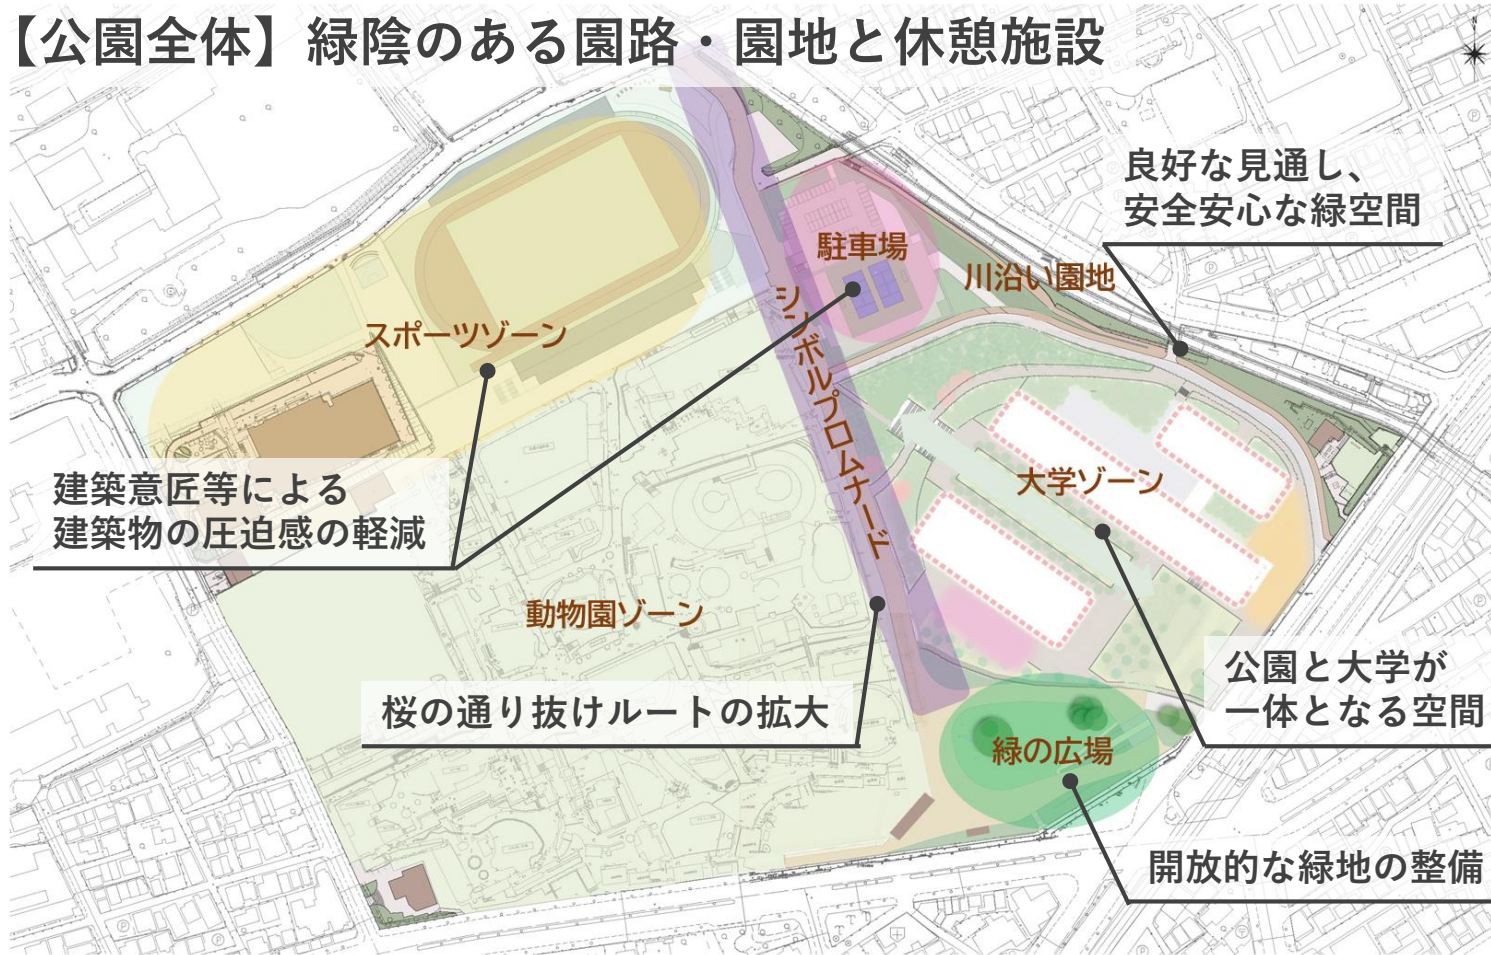 【公園全体】緑陰のある園路・園地と休憩施設
良好な見通し、
安全安心な緑空間
駐車場
川沿い園地
シンボルプロムナード
スポーツゾーン
大学ゾーン
建築意匠等による
建築物の圧迫感の軽減
動物園ゾーン
桜の通り抜けルートの拡大
公園と大学が
一体となる空間
緑の広場
開放的な緑地の整備